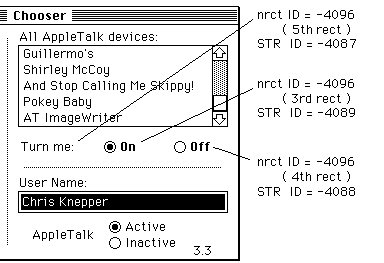 Chooser
All AppleTalk devices:
Guillermo's
Shirley McCoy
And Stop Calling Me Skippy!
Pokey Baby
AT ImageWriter
Turn me: On Off
User Name:
Chris Knepper
AppleTalk Active
Inactive
3.3
nrct ID = -4096
( 5th rect )
STR ID = -4087
nrct ID = -4096
( 3rd rect )
STR ID = -4089
nrct ID = -4096
( 4th rect )
STR ID = -4088